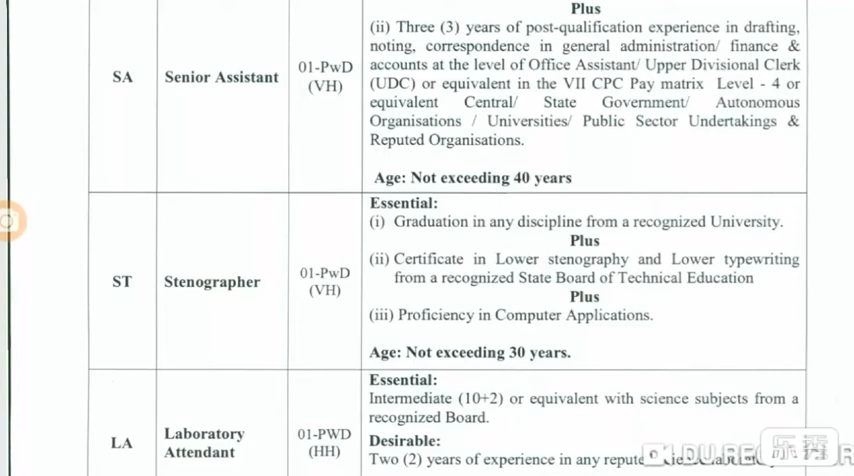 Plus
(ii) Three (3) years of post-qualification experience in drafting,
noting, correspondence in general administration/ finance &
accounts at the level of Office Assistant/ Upper Divisional Clerk
(UDC) or equivalent in the VII CPC Pay matrix Level - 4 or
equivalent Central/ State Government/ Autonomous
Organisations / Universities/ Public Sector Undertakings &
Reputed Organisations.
Age: Not exceeding 40 years
SA
Senior Assistant
01-PwD
(VH)
Essential:
(i) Graduation in any discipline from a recognized University.
Plus
(ii) Certificate in Lower stenography and Lower typewriting
from a recognized State Board of Technical Education
Plus
(iii) Proficiency in Computer Applications.
Age: Not exceeding 30 years.
ST
Stenographer
01-PwD
(VH)
Essential:
Intermediate (10+2) or equivalent with science subjects from a
recognized Board.
Desirable:
Two (2) years of experience in any
LA
Laboratory
Attendant
01-PWD
(HH)
乐秀